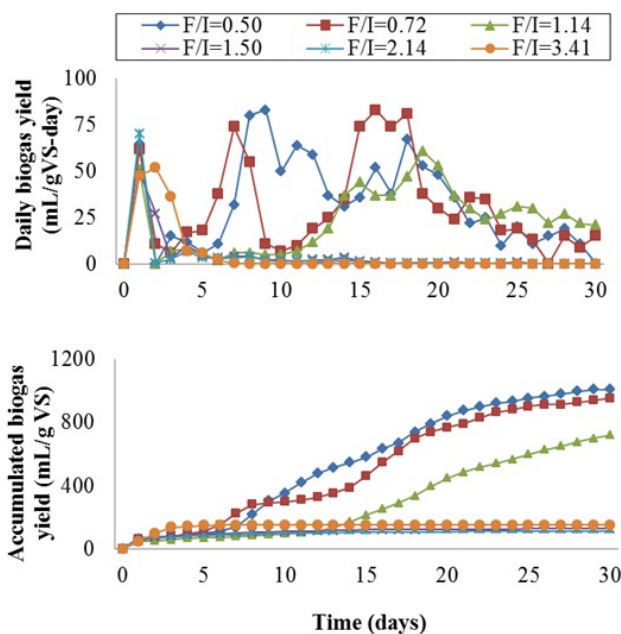 F/I=0.50 F/I=0.72 F/I=1.14
F/I=1.50 F/I=2.14 F/I=3.41
Daily biogas yield
(mL/gVS-day)
100
75
50
25
0
0 5 10 15 20 25 30
Accumulated biogas
yield (mL/g VS)
1200
800
400
0
0 5 10 15 20 25 30
Time (days)